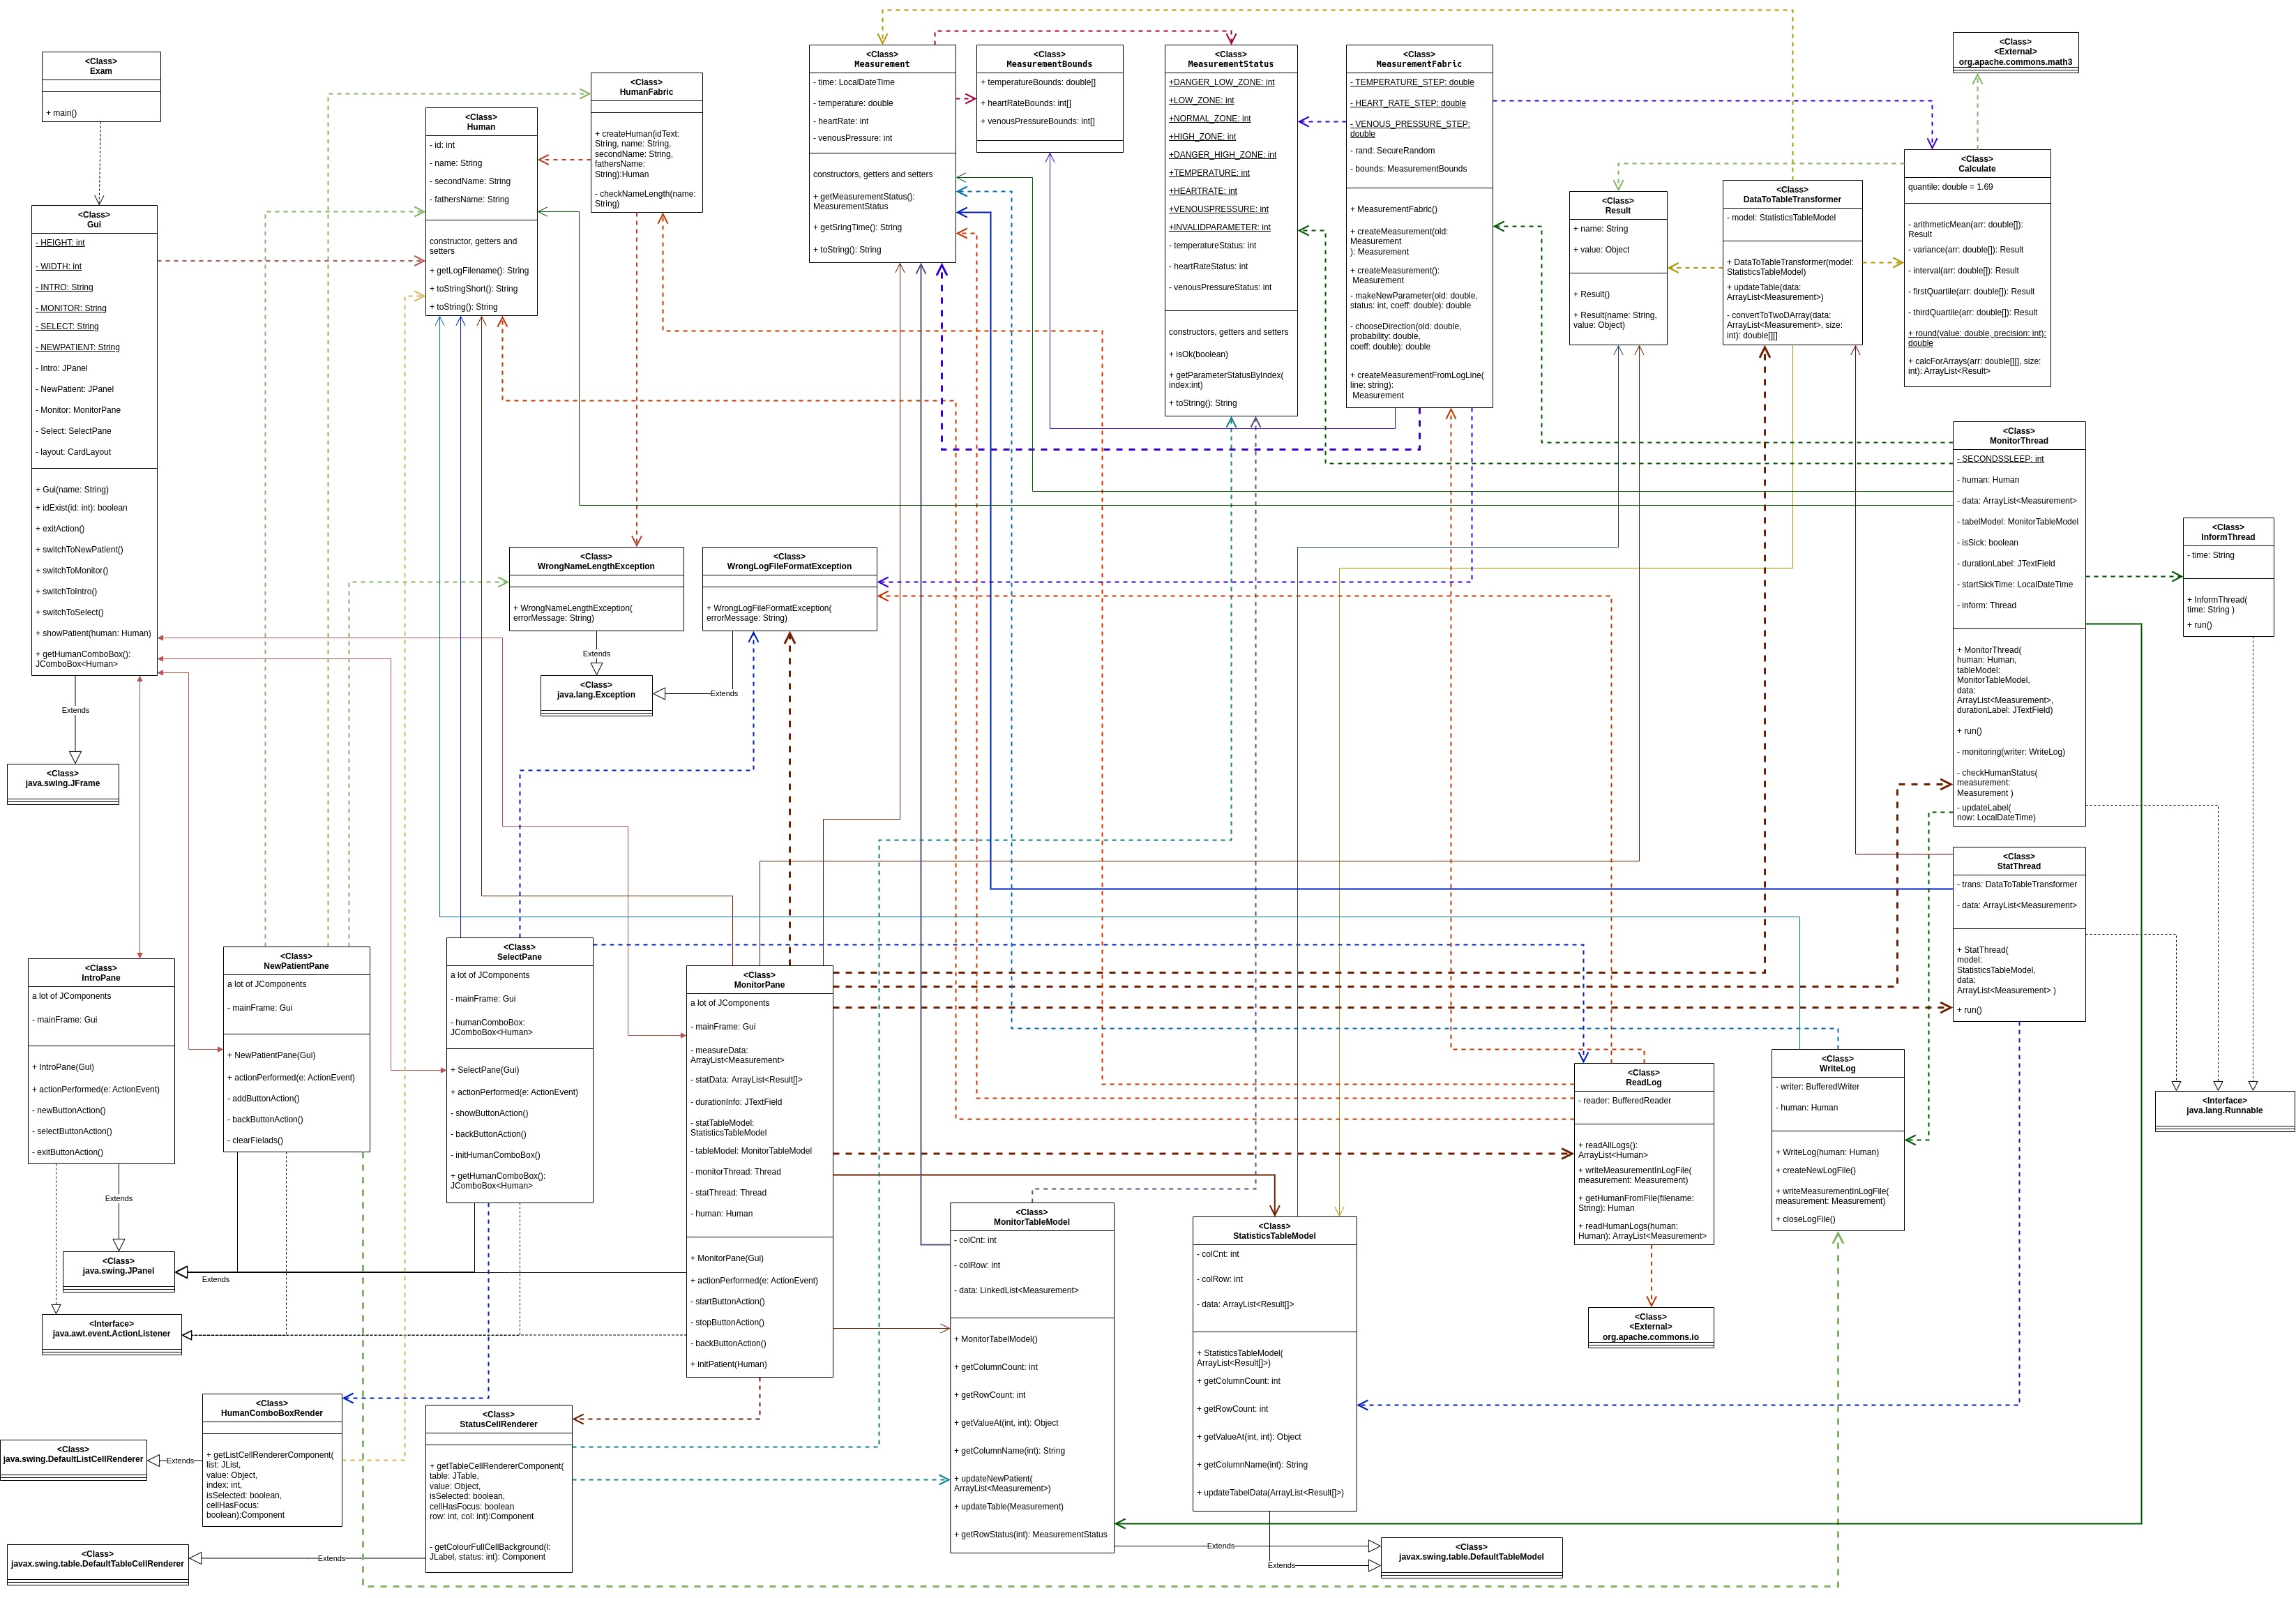 <Class>
Exam
+ main()
<Class>
Gui
- HEIGHT: int
- WIDTH: int
- INTRO: String
- MONITOR: String
- SELECT: String
- NEWPATIENT: String
- Intro: JPanel
- NewPatient: JPanel
- Monitor: MonitorPane
- Select: SelectPane
- layout: CardLayout
+ Gui(name: String)
+ idExist(id: int): boolean
+ exitAction()
+ switchToNewPatient()
+ switchToMonitor()
+ switchToIntro()
+ switchToSelect()
+ showPatient(human: Human)
+ getHumanComboBox():
JComboBox<Human>
Extends
<Class>
java.swing.JFrame
<Class>
Human
- id: int
- name: String
- secondName: String
- fathersName: String
constructor, getters and
setters
+ getLogFilename(): String
+ toStringShort(): String
+ toString(): String
<Class>
HumanFabric
+ createHuman(idText:
String, name: String,
secondName: String,
fathersName:
String):Human
- checkNameLength(name:
String)
<Class>
Measurement
- time: LocalDateTime
- temperature: double
- heartRate: int
- venousPressure: int
constructors, getters and setters
+ getMeasurementStatus():
MeasurementStatus
+ getSringTime(): String
+ toString(): String
<Class>
MeasurementBounds
+ temperatureBounds: double[]
+ heartRateBounds: int[]
+ venousPressureBounds: int[]
<Class>
MeasurementStatus
+DANGER_LOW_ZONE: int
+LOW_ZONE: int
+NORMAL_ZONE: int
+HIGH_ZONE: int
+DANGER_HIGH_ZONE: int
+TEMPERATURE: int
+HEARTRATE: int
+VENOUSPRESSURE: int
+INVALIDPARAMETER: int
- temperatureStatus: int
- heartRateStatus: int
- venousPressureStatus: int
constructors, getters and setters
+ isOk(boolean)
+ getParameterStatusByIndex(
index:int)
+ toString(): String
<Class>
MeasurementFabric
- TEMPERATURE_STEP: double
- HEART_RATE_STEP: double
- VENOUS_PRESSURE_STEP:
double
- rand: SecureRandom
- bounds: MeasurementBounds
+ MeasurementFabric()
+ createMeasurement(old:
Measurement
): Measurement
+ createMeasurement():
Measurement
- makeNewParameter(old: double,
status: int, coeff: double): double
- chooseDirection(old: double,
probability: double,
coeff: double): double
+ createMeasurementFromLogLine(
line: string):
Measurement
<Class>
Result
+ name: String
+ value: Object
+ Result()
+ Result(name: String,
value: Object)
<Class>
DataToTableTransformer
- model: StatisticsTableModel
+ DataToTableTransformer(model:
StatisticsTableModel)
+ updateTable(data:
ArrayList<Measurement>)
- convertToTwoDArray(data:
ArrayList<Measurement>, size:
int): double[][]
<Class>
<External>
org.apache.commons.math3
<Class>
Calculate
quantile: double = 1.69
- arithmeticMean(arr: double[]):
Result
- variance(arr: double[]): Result
- interval(arr: double[]): Result
- firstQuartile(arr: double[]): Result
- thirdQuartile(arr: double[]): Result
+ round(value: double, precision: int):
double
+ calcForArrays(arr: double[][], size:
int): ArrayList<Result>
<Class>
MonitorThread
- SECONDSSLEEP: int
- human: Human
- data: ArrayList<Measurement>
- tabelModel: MonitorTableModel
- isSick: boolean
- durationLabel: JTextField
- startSickTime: LocalDateTime
- inform: Thread
+ MonitorThread(
human: Human,
tableModel:
MonitorTableModel,
data:
ArrayList<Measurement>,
durationLabel: JTextField)
+ run()
- monitoring(writer: WriteLog)
- checkHumanStatus(
measurement:
Measurement )
- updateLabel(
now: LocalDateTime)
<Class>
InformThread
- time: String
+ InformThread(
time: String )
+ run()
<Class>
WrongNameLengthException
+ WrongNameLengthException(
errorMessage: String)
Extends
<Class>
WrongLogFileFormatException
+ WrongLogFileFormatException(
errorMessage: String)
Extends
<Class>
java.lang.Exception
<Class>
StatThread
- trans: DataToTableTransformer
- data: ArrayList<Measurement>
+ StatThread(
model:
StatisticsTableModel,
data:
ArrayList<Measurement> )
+ run()
<Class>
IntroPane
a lot of JComponents
- mainFrame: Gui
+ IntroPane(Gui)
+ actionPerformed(e: ActionEvent)
- newButtonAction()
- selectButtonAction()
- exitButtonAction()
Extends
<Class>
NewPatientPane
a lot of JComponents
- mainFrame: Gui
+ NewPatientPane(Gui)
+ actionPerformed(e: ActionEvent)
- addButtonAction()
- backButtonAction()
- clearFielads()
<Class>
SelectPane
a lot of JComponents
- mainFrame: Gui
- humanComboBox:
JComboBox<Human>
+ SelectPane(Gui)
+ actionPerformed(e: ActionEvent)
- showButtonAction()
- backButtonAction()
- initHumanComboBox()
+ getHumanComboBox():
JComboBox<Human>
<Class>
MonitorPane
a lot of JComponents
- mainFrame: Gui
- measureData:
ArrayList<Measurement>
- statData: ArrayList<Result[]>
- durationInfo: JTextField
- statTableModel:
StatisticsTableModel
- tableModel: MonitorTableModel
- monitorThread: Thread
- statThread: Thread
- human: Human
+ MonitorPane(Gui)
+ actionPerformed(e: ActionEvent)
- startButtonAction()
- stopButtonAction()
- backButtonAction()
+ initPatient(Human)
<Class>
java.swing.JPanel
Extends
<Interface>
java.awt.event.ActionListener
<Class>
ReadLog
- reader: BufferedReader
+ readAllLogs():
ArrayList<Human>
+ writeMeasurementInLogFile(
measurement: Measurement)
+ getHumanFromFile(filename:
String): Human
+ readHumanLogs(human:
Human): ArrayList<Measurement>
<Class>
WriteLog
- writer: BufferedWriter
- human: Human
+ WriteLog(human: Human)
+ createNewLogFile()
+ writeMeasurementInLogFile(
measurement: Measurement)
+ closeLogFile()
<Interface>
java.lang.Runnable
<Class>
MonitorTableModel
- colCnt: int
- colRow: int
- data: LinkedList<Measurement>
+ MonitorTabelModel()
+ getColumnCount: int
+ getRowCount: int
+ getValueAt(int, int): Object
+ getColumnName(int): String
+ updateNewPatient(
ArrayList<Measurement>)
+ updateTable(Measurement)
+ getRowStatus(int): MeasurementStatus
<Class>
StatisticsTableModel
- colCnt: int
- colRow: int
- data: ArrayList<Result[]>
+ StatisticsTableModel(
ArrayList<Result[]>)
+ getColumnCount: int
+ getRowCount: int
+ getValueAt(int, int): Object
+ getColumnName(int): String
+ updateTabelData(ArrayList<Result[]>)
<Class>
<External>
org.apache.commons.io
<Class>
HumanComboBoxRender
+ getListCellRendererComponent(
list: JList,
value: Object,
index: int,
isSelected: boolean,
cellHasFocus:
boolean):Component
<Class>
java.swing.DefaultListCellRenderer
Extends
<Class>
StatusCellRenderer
+ getTableCellRendererComponent(
table: JTable,
value: Object,
isSelected: boolean,
cellHasFocus: boolean
row: int, col: int):Component
- getColourFullCellBackground(l:
JLabel, status: int): Component
<Class>
javax.swing.table.DefaultTableCellRenderer
Extends
Extends
Extends
<Class>
javax.swing.table.DefaultTableModel